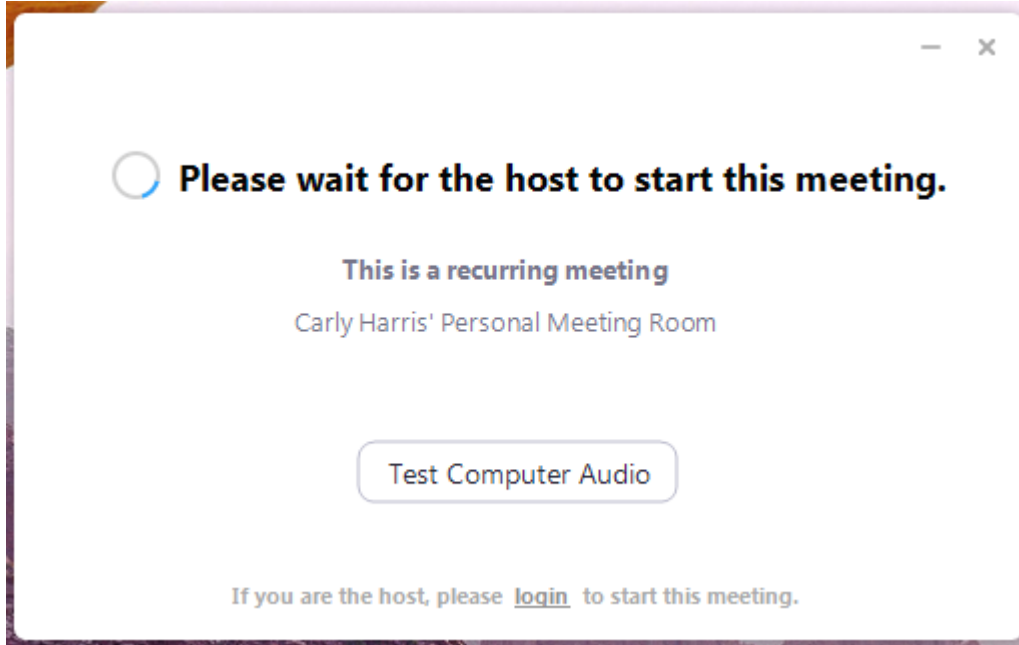 Please wait for the host to start this meeting.
This is a recurring meeting
Carly Harris' Personal Meeting Room
Test Computer Audio
If you are the host, please login to start this meeting.